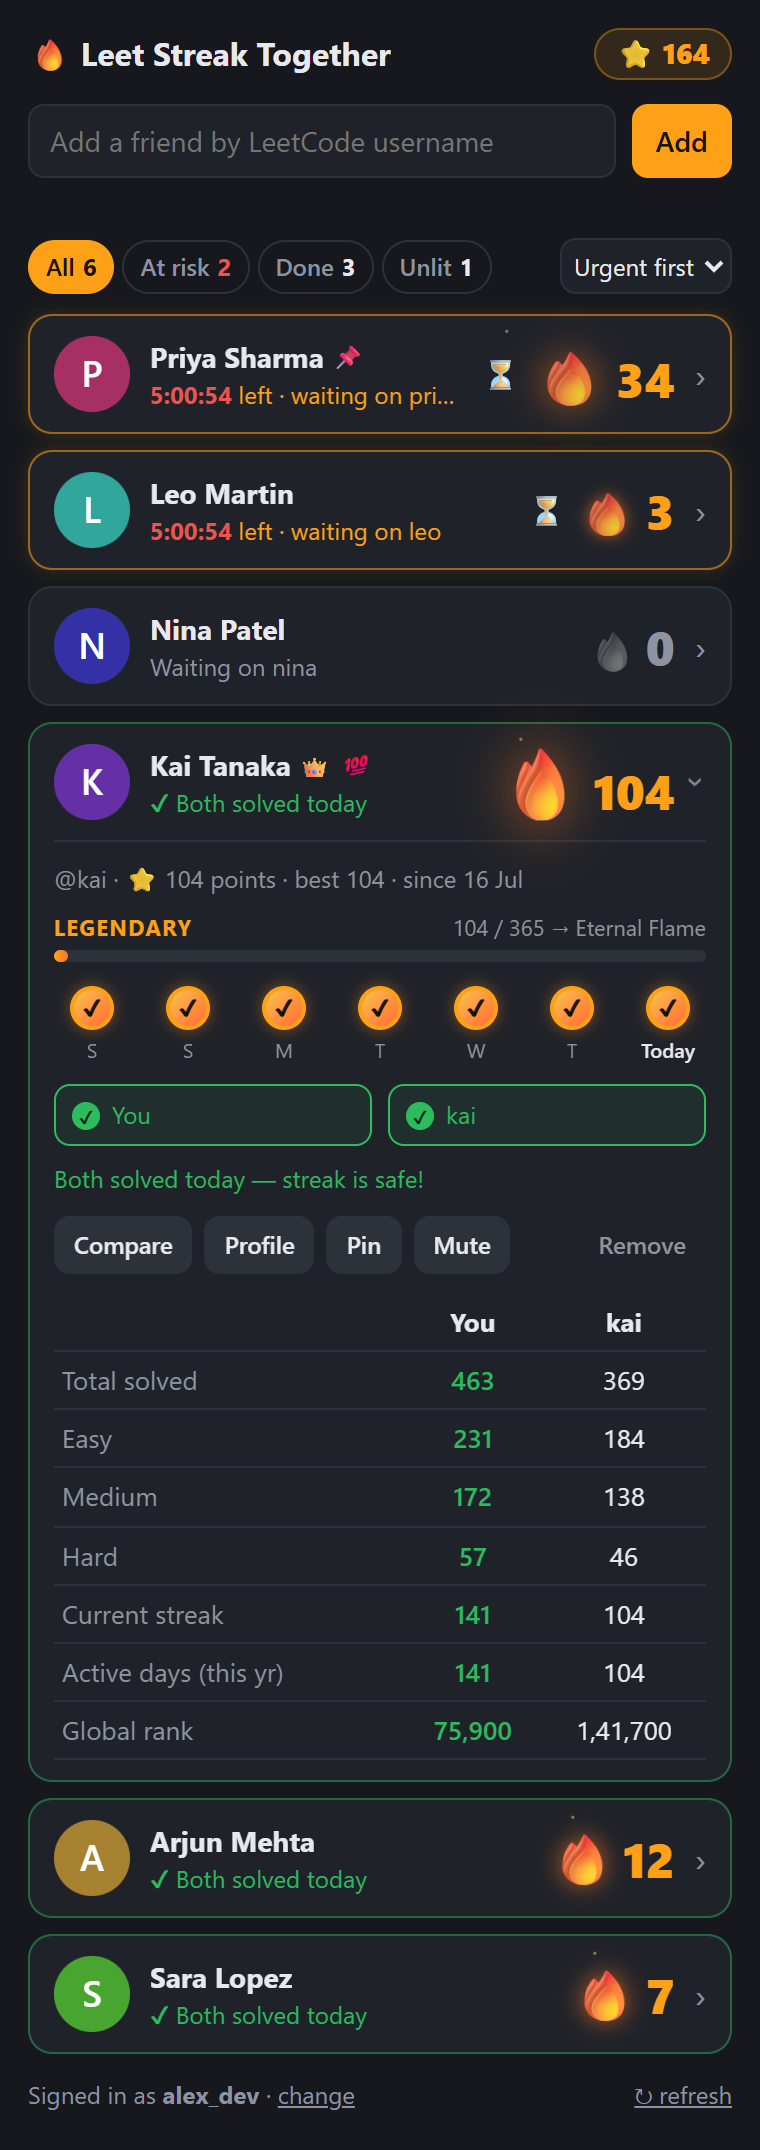 Leet Streak Together
⭐ 164
Add a friend by LeetCode username
Add
All 6
At risk 2
Done 3
Unlit 1
Urgent first
P
Priya Sharma 📌
5:00:54 left · waiting on pri...
34
L
Leo Martin
5:00:54 left · waiting on leo
3
N
Nina Patel
Waiting on nina
0
K
Kai Tanaka 👑 💯
✓ Both solved today
104
@kai · ⭐ 104 points · best 104 · since 16 Jul
LEGENDARY
104 / 365 → Eternal Flame
S S M T W T Today
✓ You
✓ kai
Both solved today — streak is safe!
Compare Profile Pin Mute Remove
You kai
Total solved 463 369
Easy 231 184
Medium 172 138
Hard 57 46
Current streak 141 104
Active days (this yr) 141 104
Global rank 75,900 1,41,700
A
Arjun Mehta
✓ Both solved today
12
S
Sara Lopez
✓ Both solved today
7
Signed in as alex_dev · change
↻ refresh